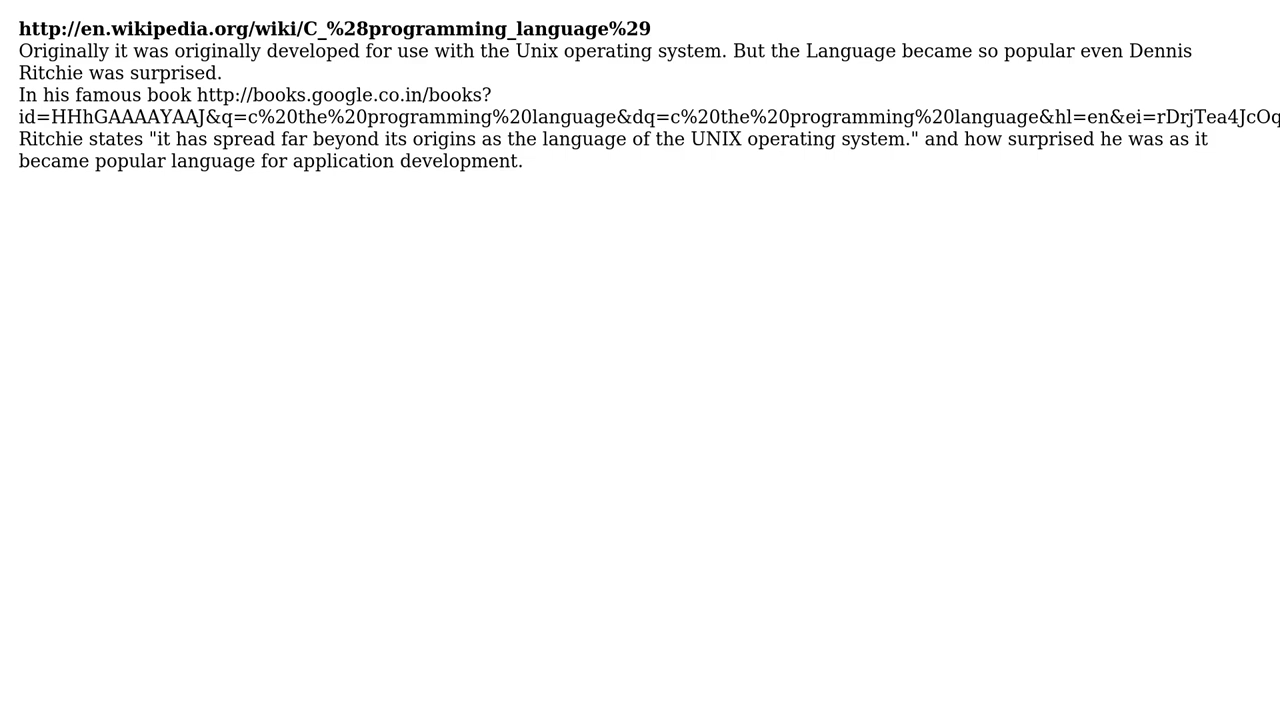 http://en.wikipedia.org/wiki/C_%28programming_language%29
Originally it was originally developed for use with the Unix operating system. But the Language became so popular even Dennis
Ritchie was surprised.
In his famous book http://books.google.co.in/books?
id=HHhGAAAAYAAJ&q=c%20the%20programming%20language&dq=c%20the%20programming%20language&hl=en&ei=rDrjTea4JcOq
Ritchie states "it has spread far beyond its origins as the language of the UNIX operating system." and how surprised he was as it
became popular language for application development.